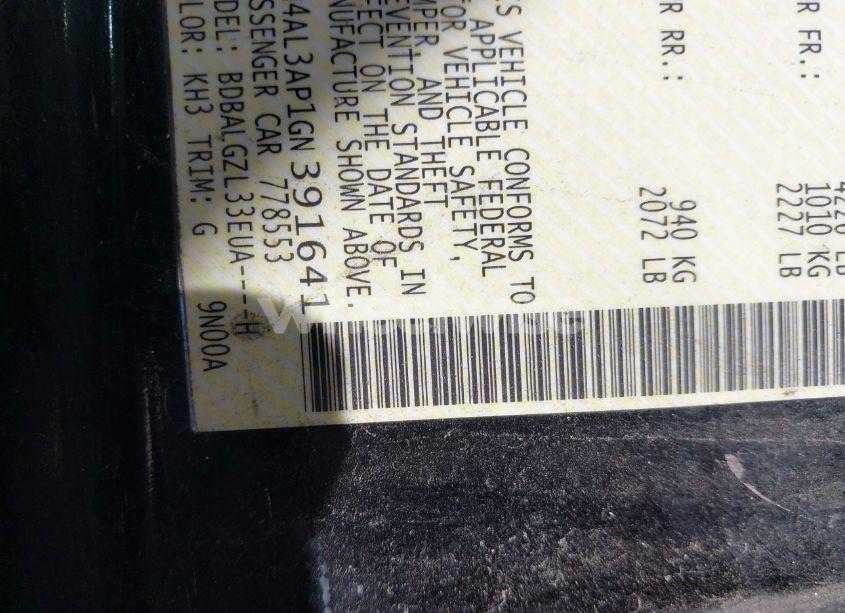 1010 KG
R FR.:
2227 LB
940 KG
R RR.:
2072 LB
S VEHICLE CONFORMS TO
APPLICABLE FEDERAL
OR VEHICLE SAFETY,
MPER AND THEFT
EVENTION STANDARDS IN
FECT ON THE DATE OF
NUFACTURE SHOWN ABOVE.
4AL3AP1GN391641
SSENGER CAR 778553
DEL: BDBALGZL33EUA----H
LOR: KH3 TRIM: G 9N00A